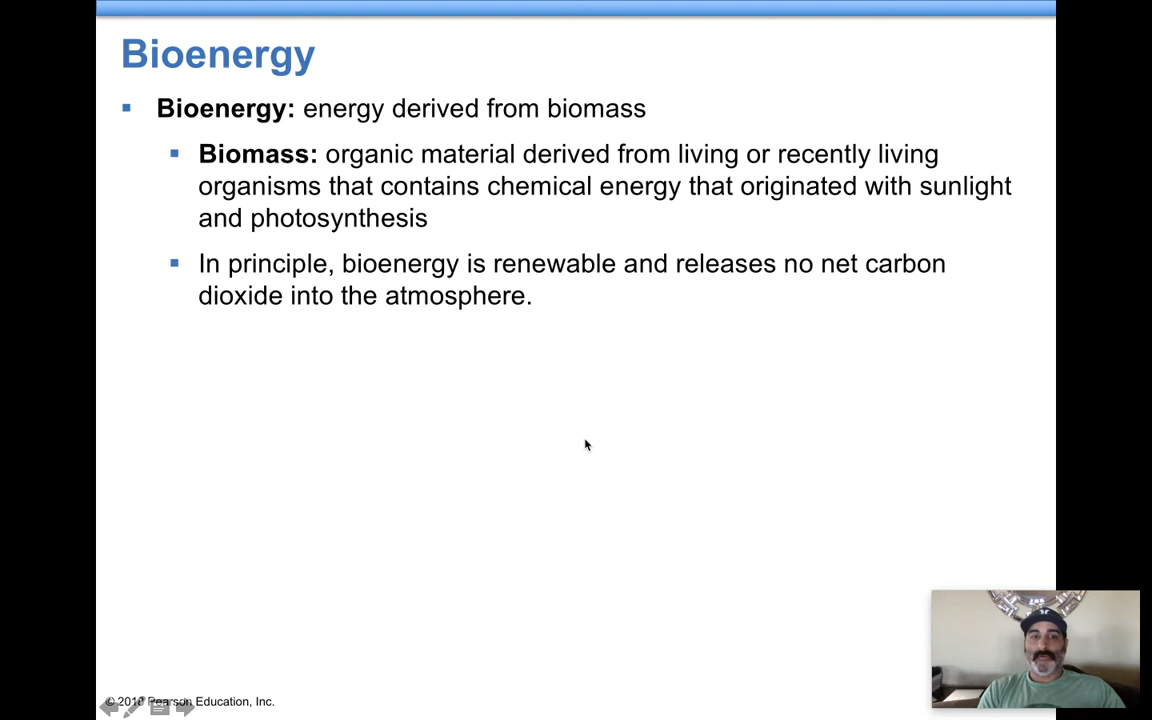 Bioenergy
Bioenergy: energy derived from biomass
Biomass: organic material derived from living or recently living
organisms that contains chemical energy that originated with sunlight
and photosynthesis
In principle, bioenergy is renewable and releases no net carbon
dioxide into the atmosphere.
© 2018 Pearson Education, Inc.